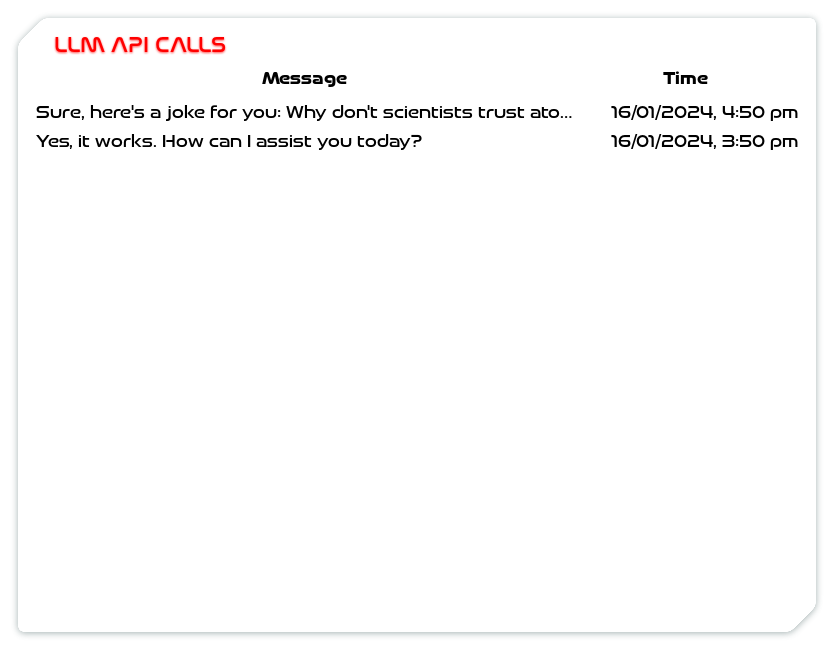 LLM API CALLS
Message Time
Sure, here's a joke for you: Why don't scientists trust ato... 16/01/2024, 4:50 pm
Yes, it works. How can I assist you today? 16/01/2024, 3:50 pm